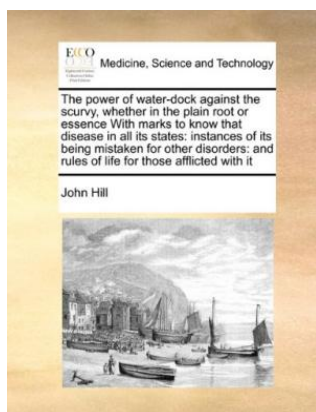 ECCO
Medicine, Science and Technology
The power of water-dock against the
scurvy, whether in the plain root or
essence With marks to know that
disease in all its states: instances of its
being mistaken for other disorders: and
rules of life for those afflicted with it
John Hill